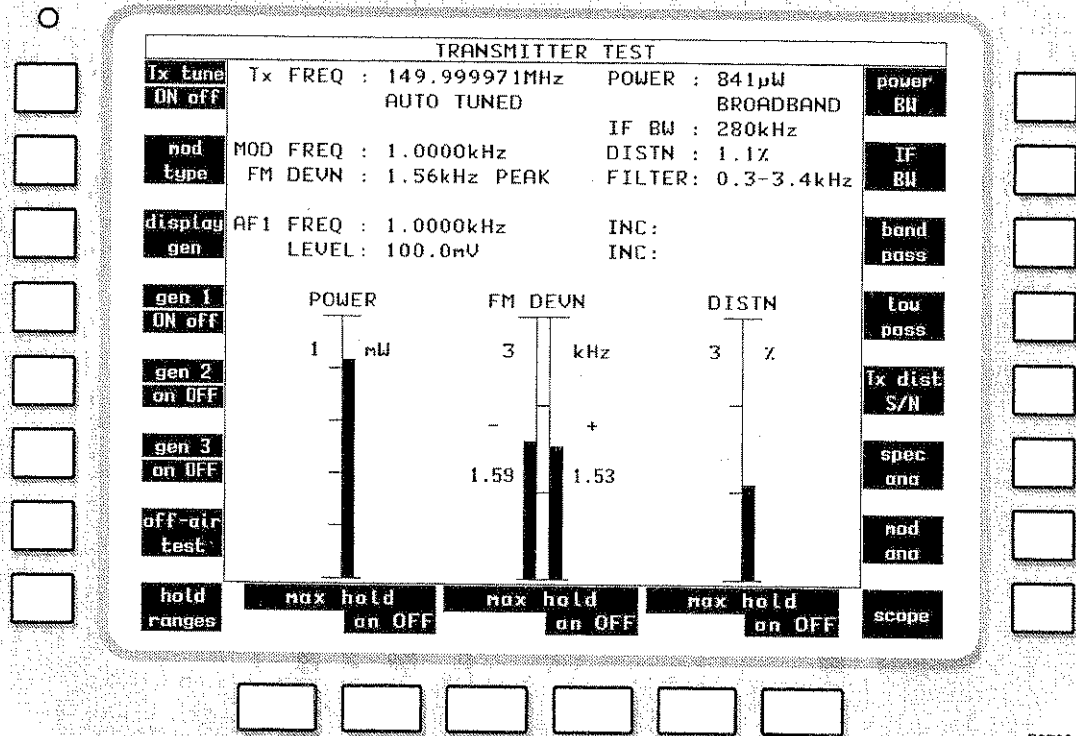 TRANSMITTER TEST
Tx tune
ON off
Tx FREQ : 149.999971MHz
AUTO TUNED
POWER : 841µW
BROADBAND
power
BW
IF BW : 280kHz
mod
type
MOD FREQ : 1.0000kHz
FM DEVN : 1.56kHz PEAK
DISTN : 1.1%
FILTER: 0.3-3.4kHz
IF
BW
display
gen
AF1 FREQ : 1.0000kHz
LEVEL: 100.0mV
INC:
INC:
band
pass
gen 1
ON off
POWER
FM DEVN
DISTN
low
pass
1 mW
3 kHz
3 %
gen 2
on OFF
Tx dist
S/N
- +
gen 3
on OFF
1.59 1.53
spec
ana
off-air
test
mod
ana
hold
ranges
max hold
on OFF
max hold
on OFF
max hold
on OFF
scope